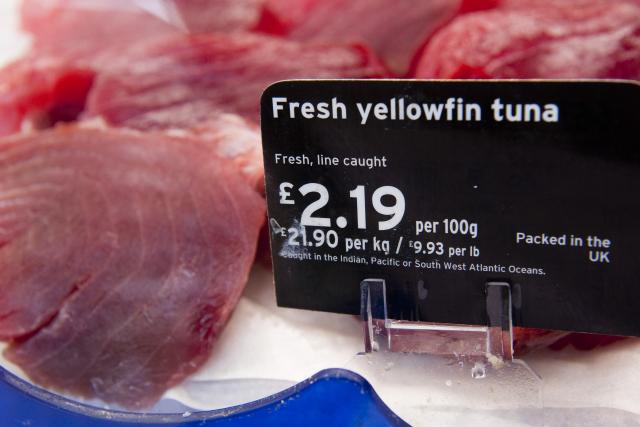 Fresh yellowfin tuna
Fresh, line caught
£2.19 per 100g
£21.90 per kg / £9.93 per lb
Packed in the
UK
Caught in the Indian, Pacific or South West Atlantic Oceans.